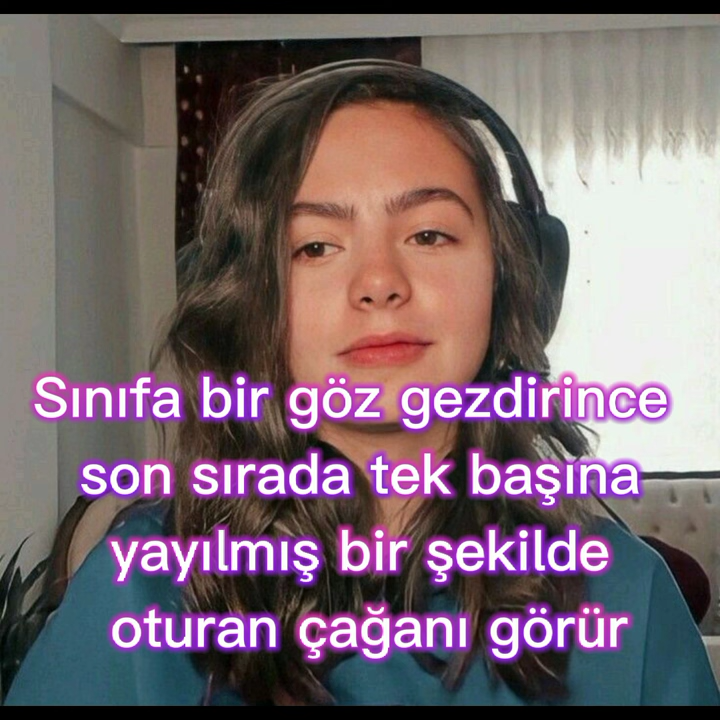 Sınıfa bir göz gezdirince
son sırada tek başına
yayılmış bir şekilde
oturan çağanı görür